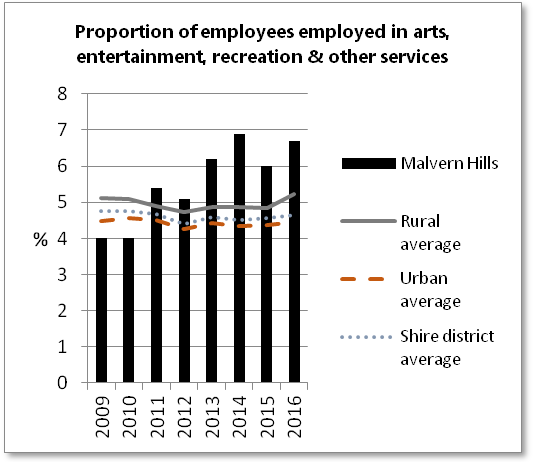 Proportion of employees employed in arts,
entertainment, recreation & other services
8
7
6
5
4
3
2
1
0
%
2009
2010
2011
2012
2013
2014
2015
2016
Malvern Hills
Rural
average
Urban
average
Shire district
average